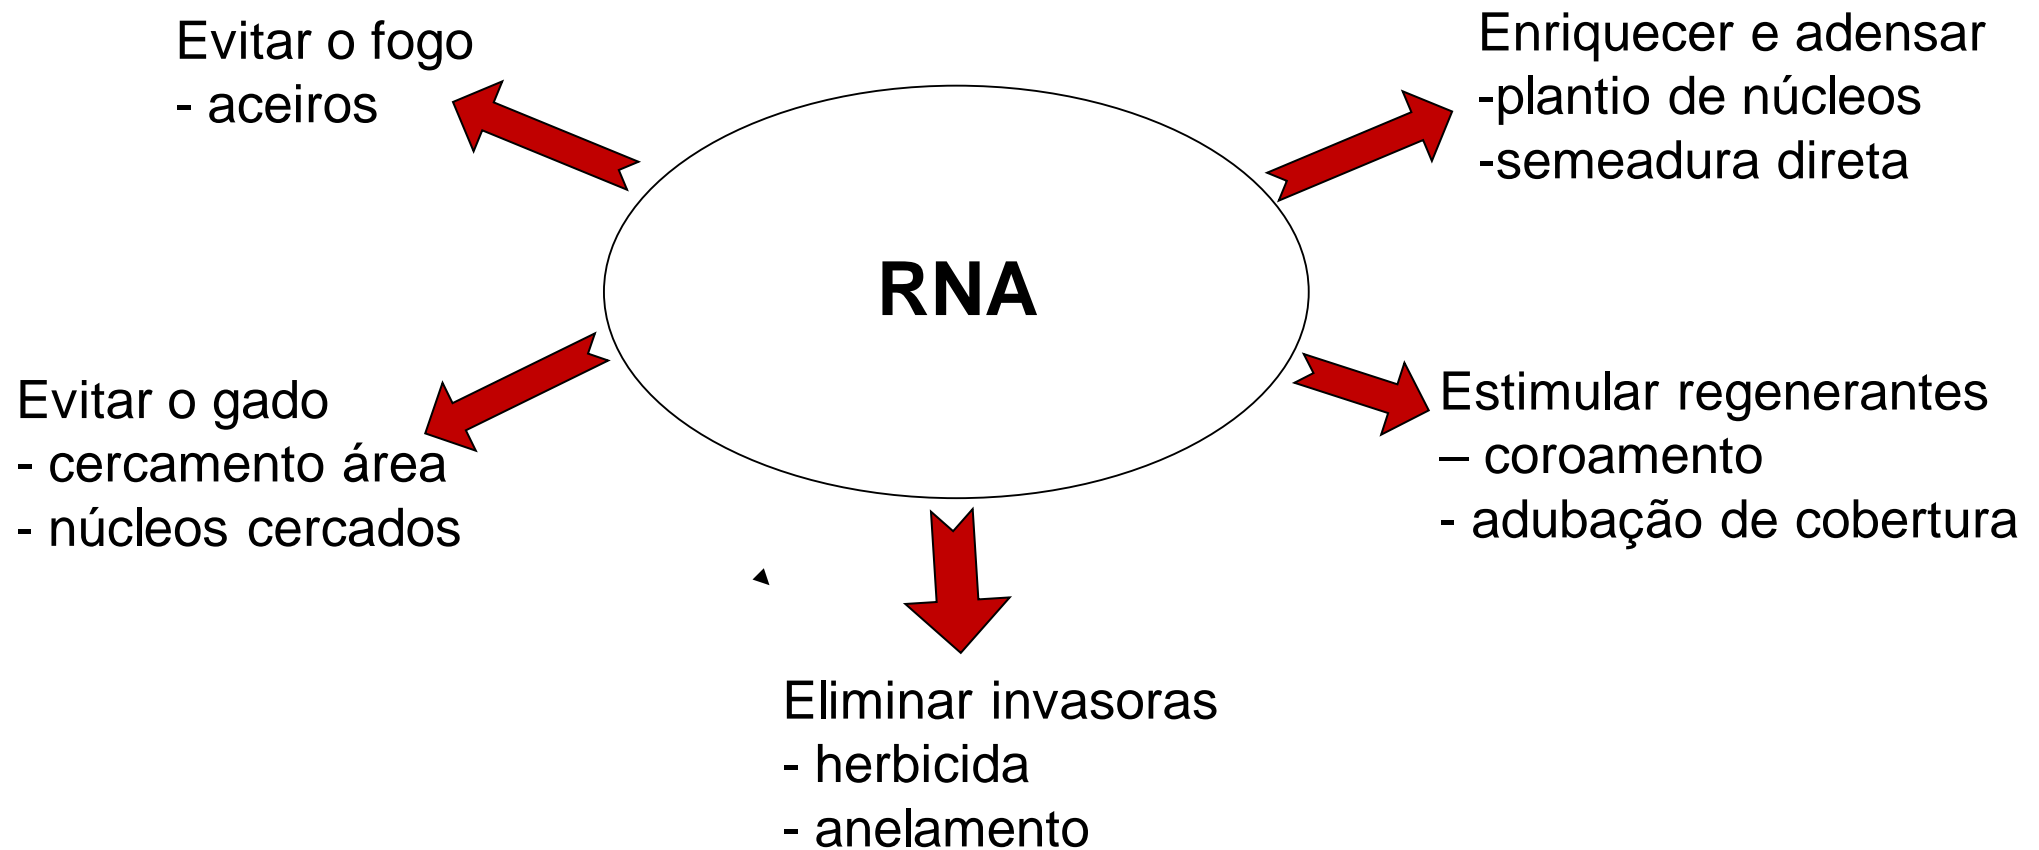 Evitar o fogo
- aceiros
Enriquecer e adensar
-plantio de núcleos
-semeadura direta
RNA
Evitar o gado
- cercamento área
- núcleos cercados
Estimular regenerantes
– coroamento
- adubação de cobertura
Eliminar invasoras
- herbicida
- anelamento